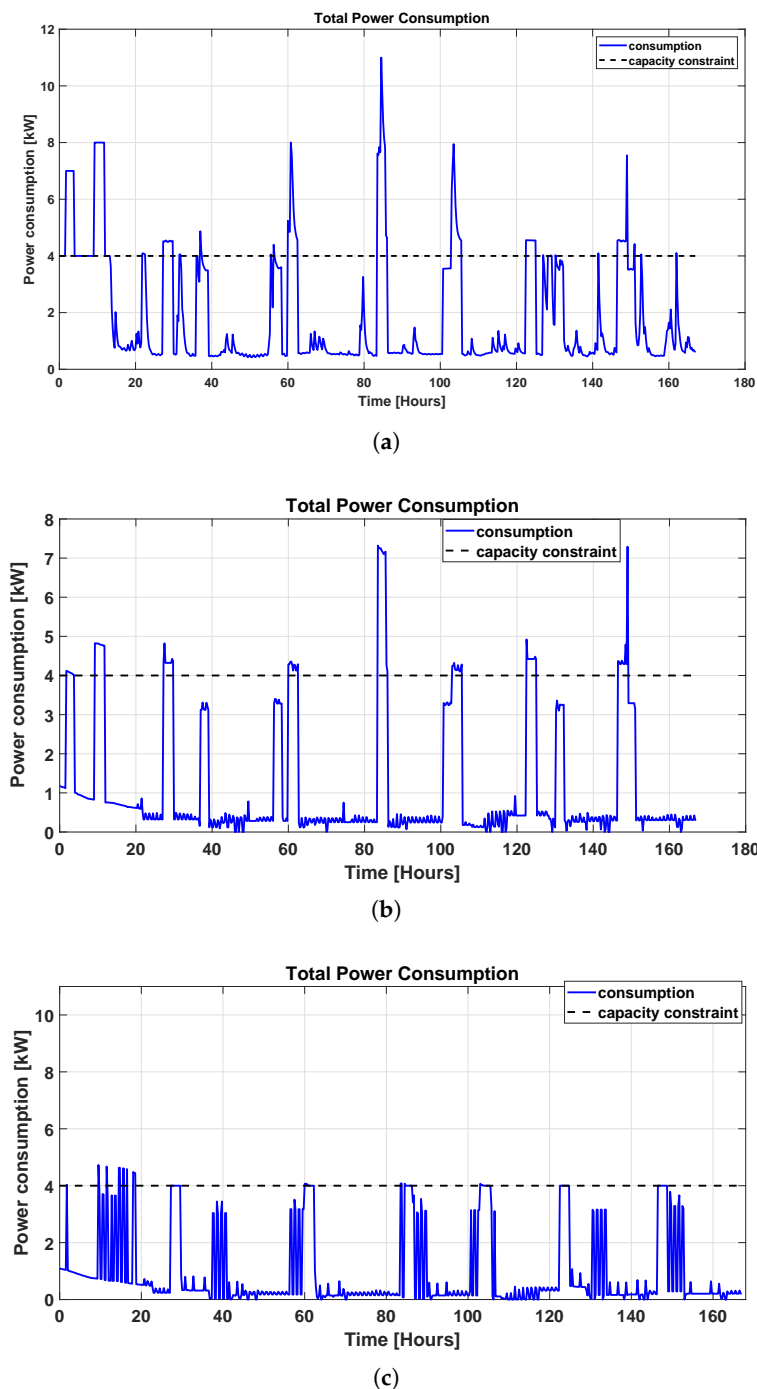 Total Power Consumption
consumption
capacity constraint
Power consumption [kW]
12
10
8
6
4
2
0
0 20 40 60 80 100 120 140 160 180
Time [Hours]
(a)
Total Power Consumption
consumption
capacity constraint
Power consumption [kW]
8
7
6
5
4
3
2
1
0
0 20 40 60 80 100 120 140 160 180
Time [Hours]
(b)
Total Power Consumption
consumption
capacity constraint
Power consumption [kW]
10
8
6
4
2
0
0 20 40 60 80 100 120 140 160
Time [Hours]
(c)